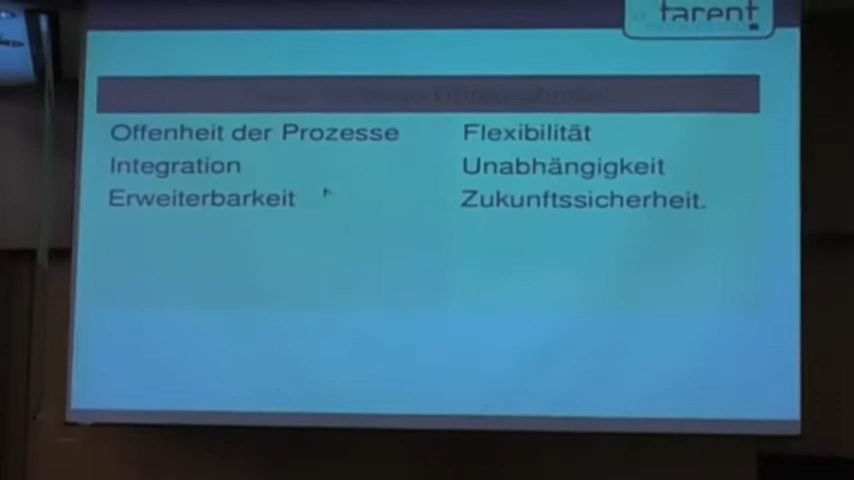 tarent
Offenheit der Prozesse
Integration
Erweiterbarkeit
Flexibilität
Unabhängigkeit
Zukunftssicherheit.